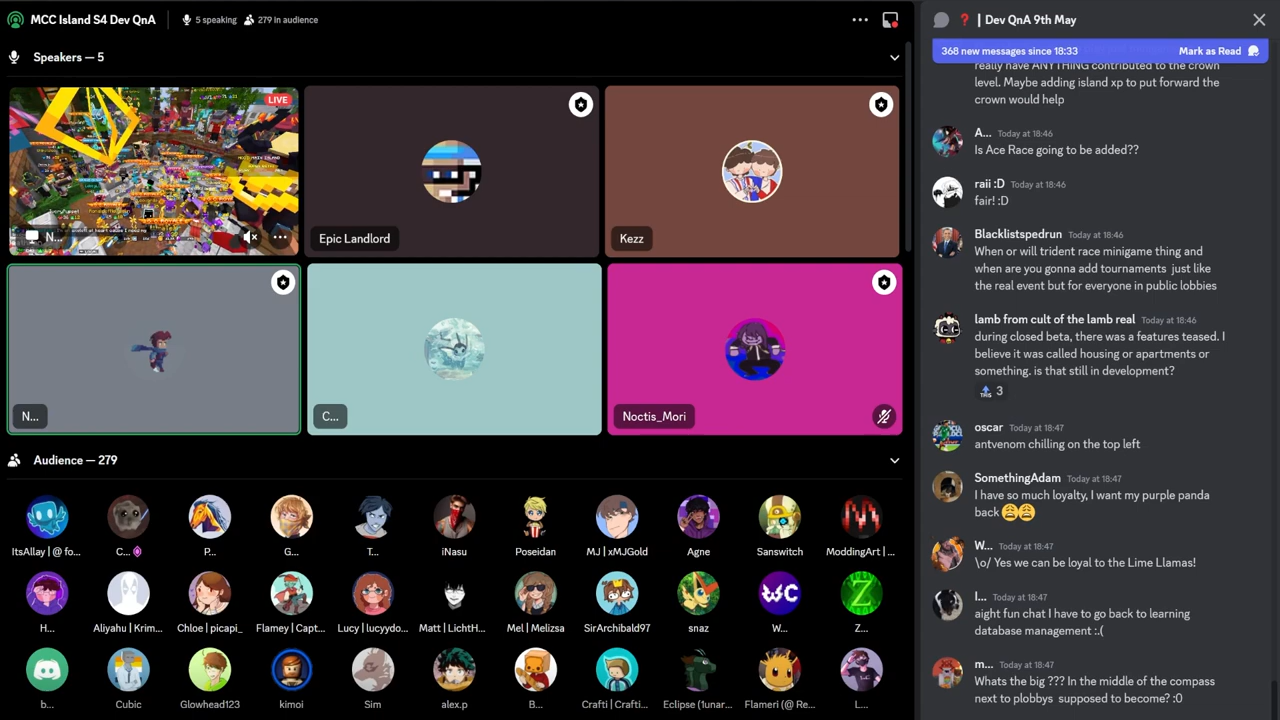 MCC Island S4 Dev QnA
5 speaking
279 in audience
Speakers — 5
LIVE
N...
Epic Landlord
Kezz
N...
C...
Noctis_Mori
Audience — 279
ItsAllay | @ fo...
C...
P...
G...
T...
iNasu
Poseidan
MJ | xMJGold
Agne
Sanswitch
ModdingArt | ...
H...
Aliyahu | Krim...
Chloe | picapi_
Flamey | Capt...
Lucy | lucyydo...
Matt | LichtH...
Mel | Melizsa
SirArchibald97
snaz
W...
Z...
b...
Cubic
Glowhead123
kimoi
Sim
alex.p
B...
Crafti | Crafti...
Eclipse (1unar...
Flameri (@ Re...
L...
❓ | Dev QnA 9th May
368 new messages since 18:33
Mark as Read
really have ANYTHING contributed to the crown
level. Maybe adding island xp to put forward the
crown would help
A... Today at 18:46
Is Ace Race going to be added??
raii :D Today at 18:46
fair! :D
Blacklistspedrun Today at 18:46
When or will trident race minigame thing and
when are you gonna add tournaments just like
the real event but for everyone in public lobbies
lamb from cult of the lamb real Today at 18:46
during closed beta, there was a features teased. I
believe it was called housing or apartments or
something. is that still in development?
THIS 3
oscar Today at 18:47
antvenom chilling on the top left
SomethingAdam Today at 18:47
I have so much loyalty, I want my purple panda
back 😩😩
W... Today at 18:47
\o/ Yes we can be loyal to the Lime Llamas!
I... Today at 18:47
aight fun chat I have to go back to learning
database management :.(
m... Today at 18:47
Whats the big ??? In the middle of the compass
next to plobbys supposed to become? :0